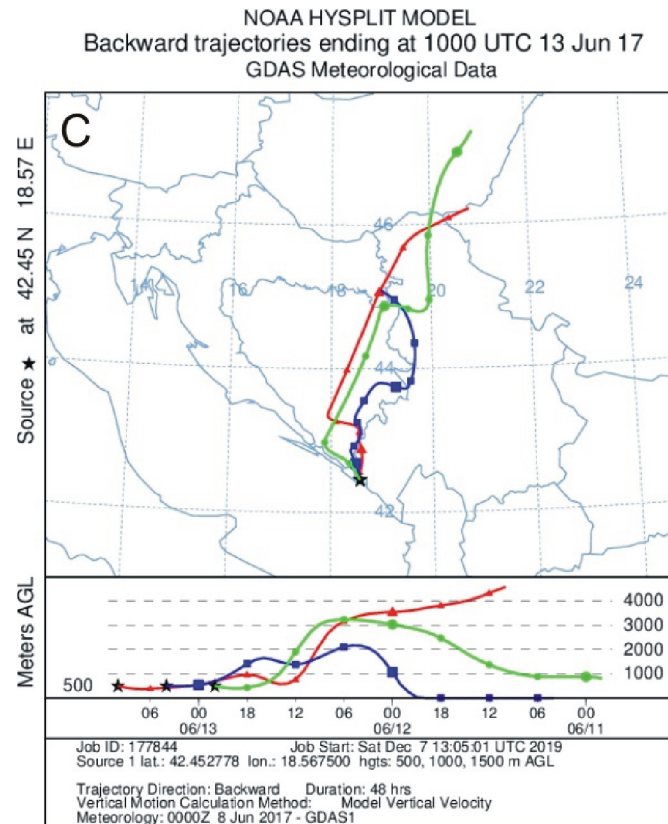 NOAA HYSPLIT MODEL
Backward trajectories ending at 1000 UTC 13 Jun 17
GDAS Meteorological Data
C
Source ★ at 42.45 N 18.57 E
46
14 16 18 20 22 24
44
42
Meters AGL
4000
3000
2000
1000
500
06 00 18 12 06 00 18 12 06 00
06/13 06/12 06/11
Job ID: 177844 Job Start: Sat Dec 7 13:05:01 UTC 2019
Source 1 lat.: 42.452778 lon.: 18.567500 hgts: 500, 1000, 1500 m AGL
Trajectory Direction: Backward Duration: 48 hrs
Vertical Motion Calculation Method: Model Vertical Velocity
Meteorology: 0000Z 8 Jun 2017 - GDAS1